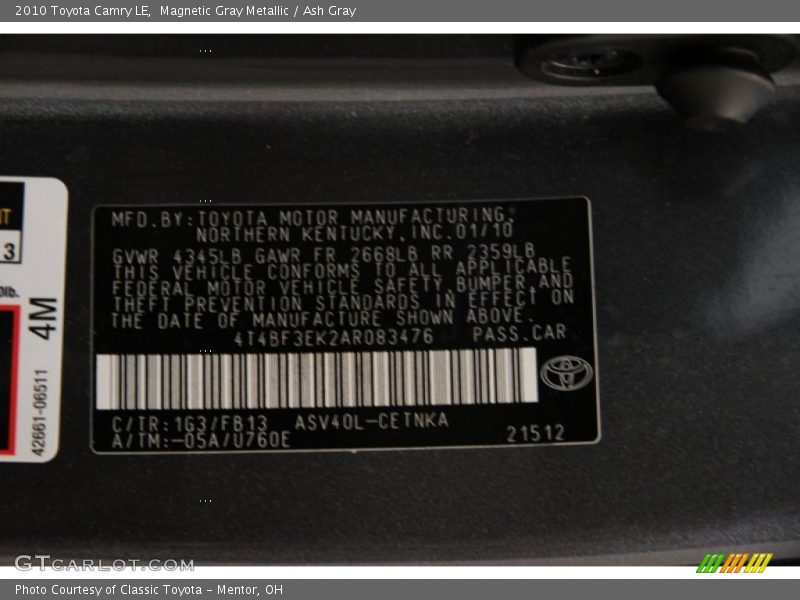 2010 Toyota Camry LE, Magnetic Gray Metallic / Ash Gray
MFD.BY:TOYOTA MOTOR MANUFACTURING,
NORTHERN KENTUCKY,INC.01/10
GVWR 4345LB GAWR FR 2668LB RR 2359LB
THIS VEHICLE CONFORMS TO ALL APPLICABLE
FEDERAL MOTOR VEHICLE SAFETY,BUMPER,AND
THEFT PREVENTION STANDARDS IN EFFECT ON
THE DATE OF MANUFACTURE SHOWN ABOVE.
4T4BF3EK2AR083476 PASS.CAR
C/TR:1G3/FB13 ASV40L-CETNKA
A/TM:-05A/U760E
21512
3
4M
42661-06511
GTCARLOT.COM
Photo Courtesy of Classic Toyota - Mentor, OH